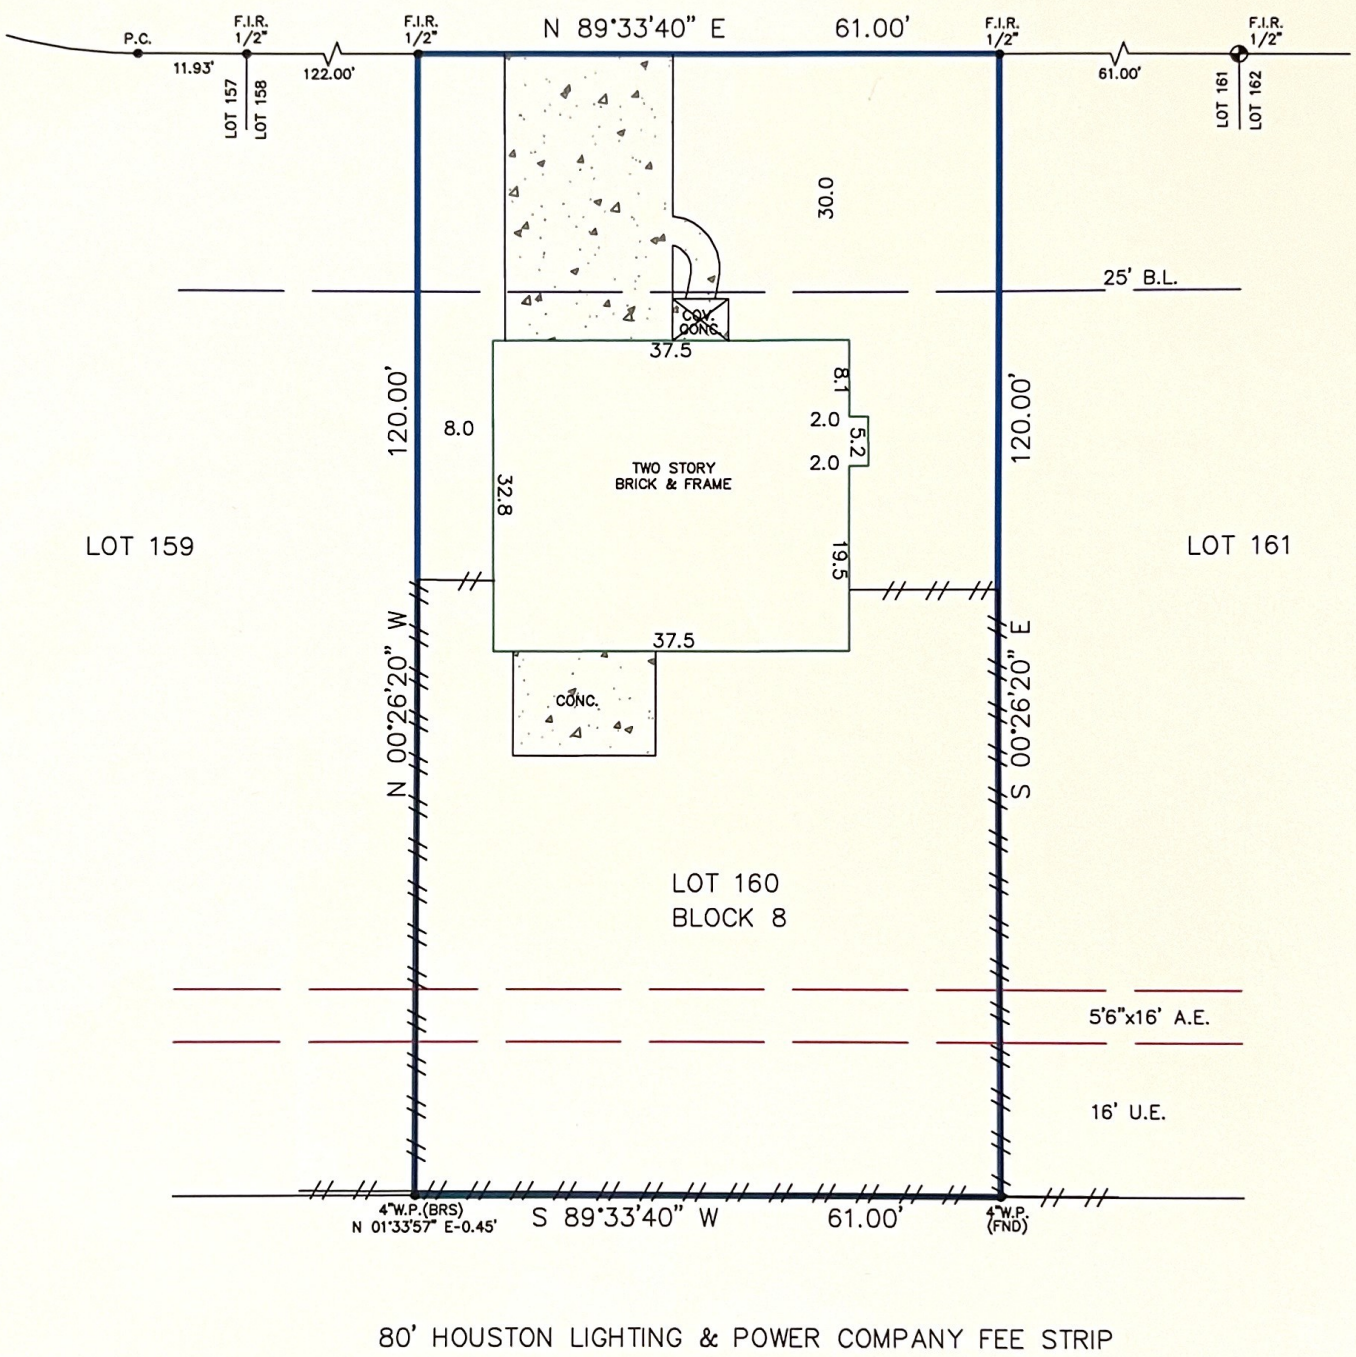 N 89°33'40" E 61.00'
P.C.
F.I.R.
1/2"
F.I.R.
1/2"
F.I.R.
1/2"
F.I.R.
1/2"
11.93'
122.00'
61.00'
LOT 157
LOT 158
LOT 161
LOT 162
30.0
25' B.L.
COV.
CONC.
37.5
120.00'
8.0
8.1
2.0
5.2
2.0
120.00'
TWO STORY
BRICK & FRAME
32.8
19.5
LOT 159
LOT 161
N 00°26'20" W
37.5
S 00°26'20" E
CONC.
LOT 160
BLOCK 8
5'6"x16' A.E.
16' U.E.
4"W.P.(BRS)
N 01°33'57" E-0.45'
S 89°33'40" W 61.00'
4"W.P.
(FND)
80' HOUSTON LIGHTING & POWER COMPANY FEE STRIP